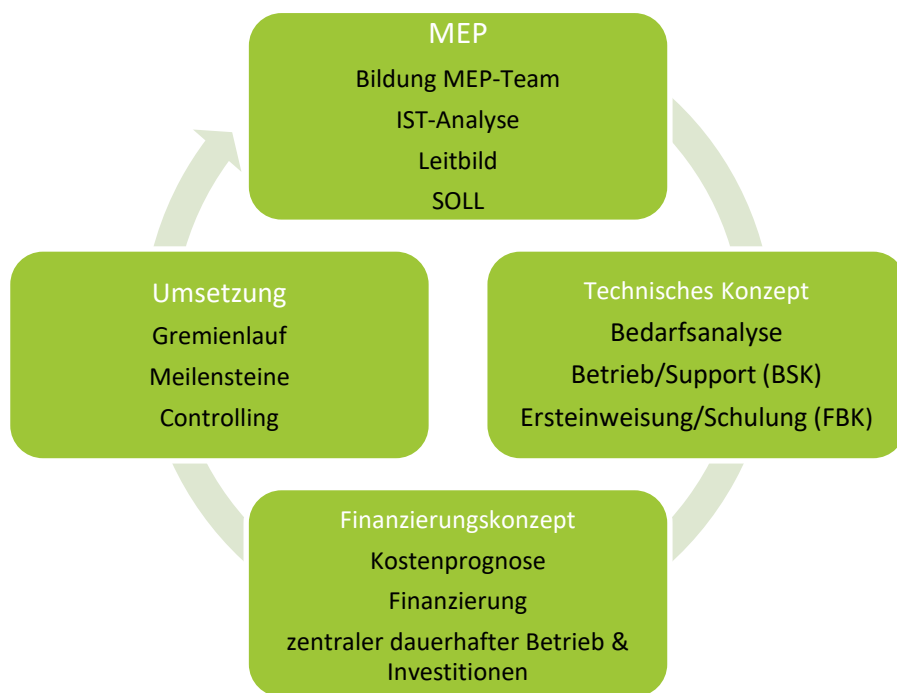 MEP
Bildung MEP-Team
IST-Analyse
Leitbild
SOLL
Umsetzung
Gremienlauf
Meilensteine
Controlling
Technisches Konzept
Bedarfsanalyse
Betrieb/Support (BSK)
Ersteinweisung/Schulung (FBK)
Finanzierungskonzept
Kostenprognose
Finanzierung
zentraler dauerhafter Betrieb &
Investitionen